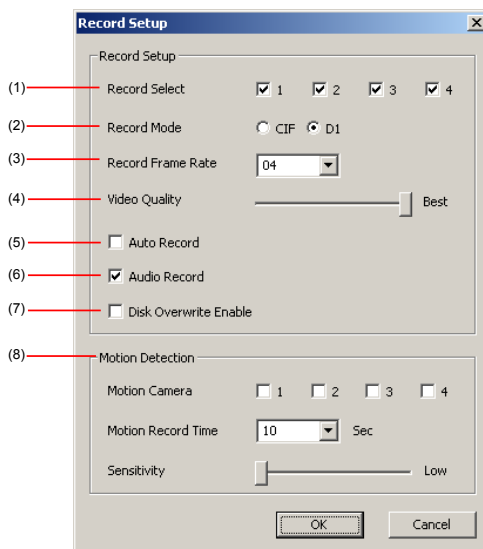 Record Setup
Record Setup
(1) Record Select 1 2 3 4
(2) Record Mode CIF D1
(3) Record Frame Rate 04
(4) Video Quality Best
(5) Auto Record
(6) Audio Record
(7) Disk Overwrite Enable
(8) Motion Detection
Motion Camera 1 2 3 4
Motion Record Time 10 Sec
Sensitivity Low
OK Cancel